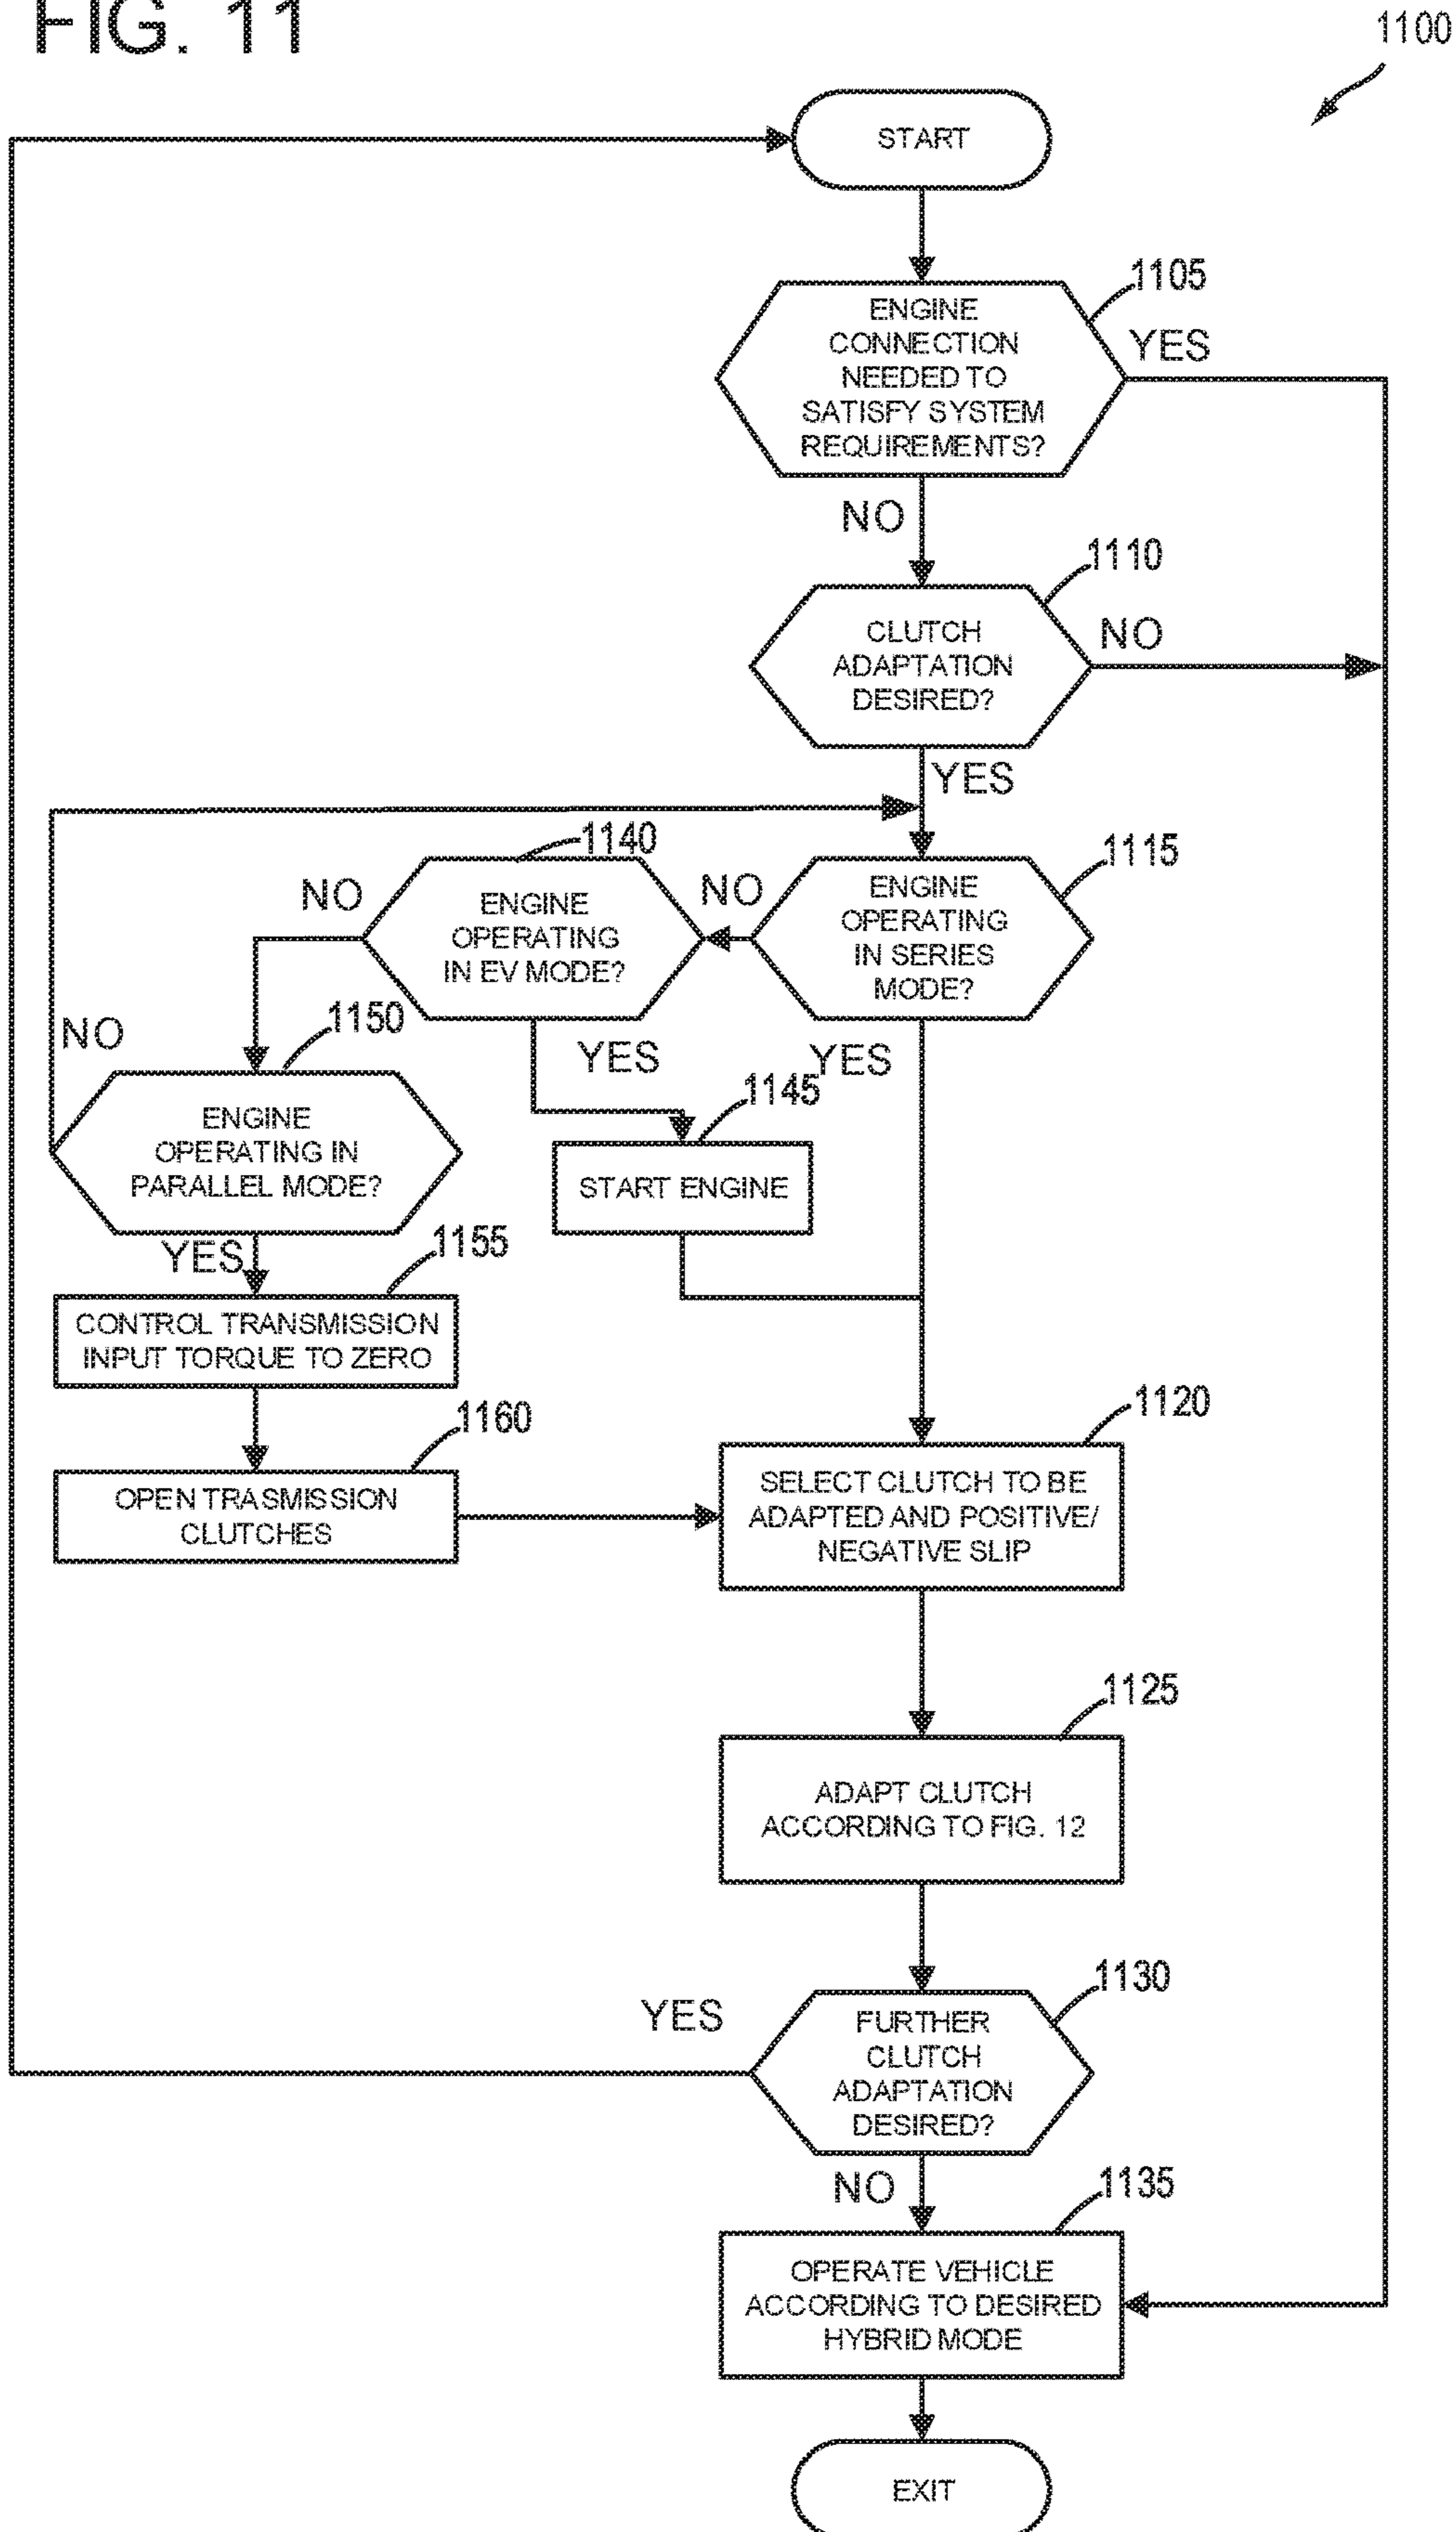 FIG. 11
1100
START
1105
ENGINE
CONNECTION
NEEDED TO
SATISFY SYSTEM
REQUIREMENTS?
YES
NO
1110
CLUTCH
ADAPTATION
DESIRED?
NO
YES
1115
ENGINE
OPERATING
IN SERIES
MODE?
NO
YES
1140
ENGINE
OPERATING
IN EV MODE?
NO
YES
1145
START ENGINE
1150
ENGINE
OPERATING IN
PARALLEL MODE?
NO
YES
1155
CONTROL TRANSMISSION
INPUT TORQUE TO ZERO
1160
OPEN TRASMISSION
CLUTCHES
1120
SELECT CLUTCH TO BE
ADAPTED AND POSITIVE/
NEGATIVE SLIP
1125
ADAPT CLUTCH
ACCORDING TO FIG. 12
1130
FURTHER
CLUTCH
ADAPTATION
DESIRED?
YES
NO
1135
OPERATE VEHICLE
ACCORDING TO DESIRED
HYBRID MODE
EXIT